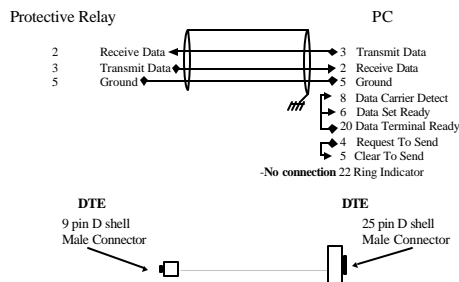 Protective Relay PC
2 Receive Data 3 Transmit Data
3 Transmit Data 2 Receive Data
5 Ground 5 Ground
8 Data Carrier Detect
6 Data Set Ready
20 Data Terminal Ready
4 Request To Send
5 Clear To Send
-No connection 22 Ring Indicator
DTE DTE
9 pin D shell 25 pin D shell
Male Connector Male Connector